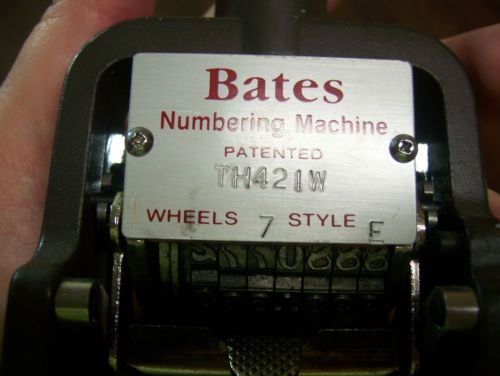 Bates
Numbering Machine
PATENTED
TH421W
WHEELS 7 STYLE E